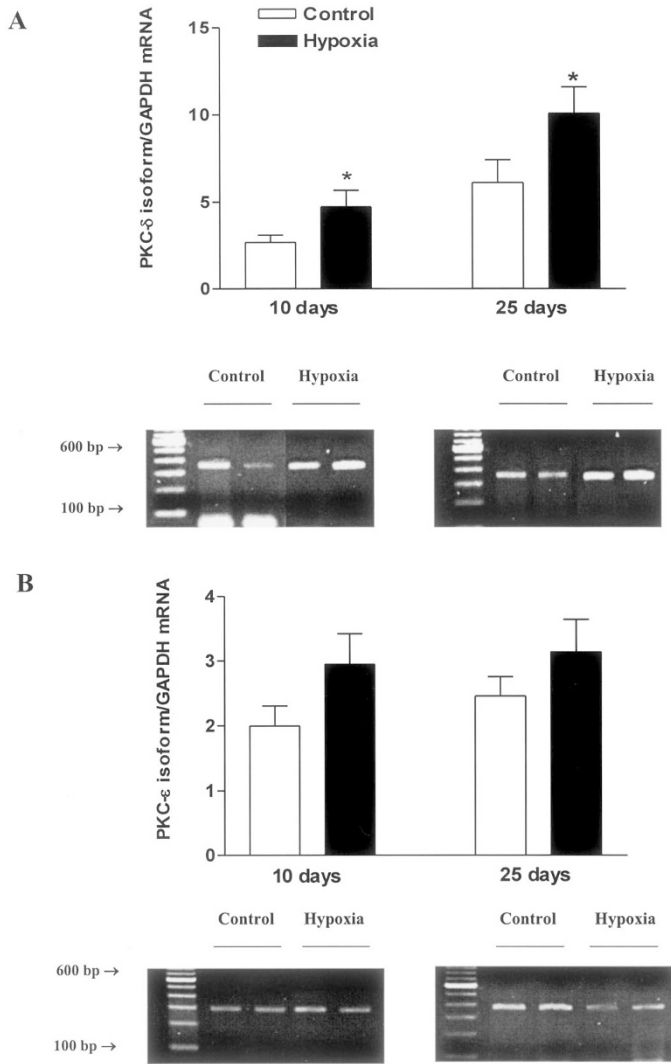 A
Control
Hypoxia
PKC-δ isoform/GAPDH mRNA
15
10
5
0
*
*
10 days
25 days
Control Hypoxia
Control Hypoxia
600 bp →
100 bp →
B
PKC-ε isoform/GAPDH mRNA
4
3
2
1
0
10 days
25 days
Control Hypoxia
Control Hypoxia
600 bp →
100 bp →